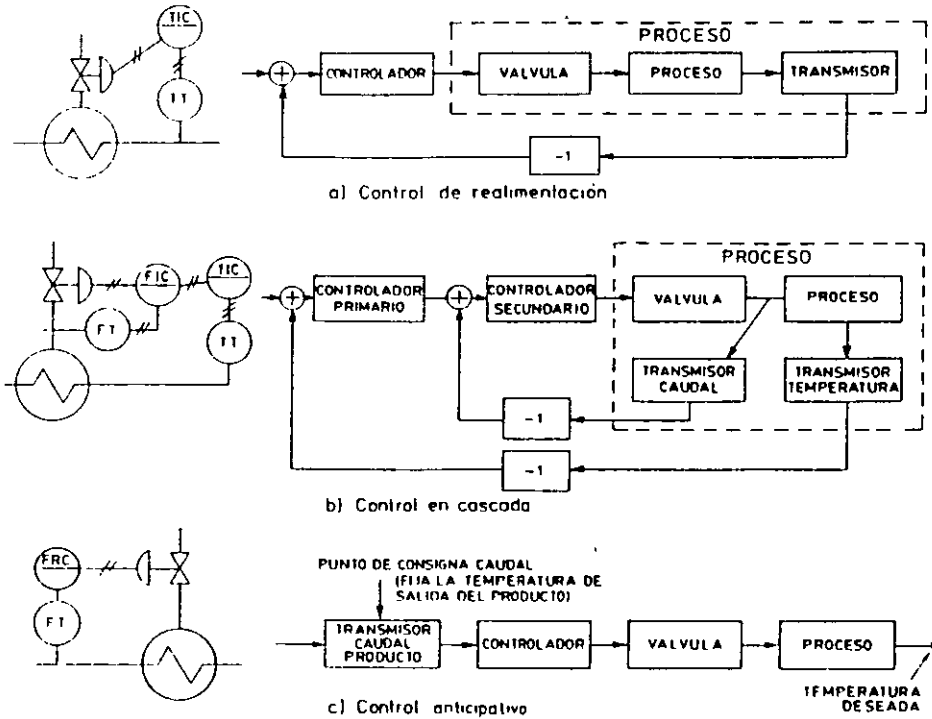 TIC
TT
PROCESO
CONTROLADOR
VALVULA
PROCESO
TRANSMISOR
-1
a) Control de realimentación
FIC
TIC
FT
TT
PROCESO
CONTROLADOR
PRIMARIO
CONTROLADOR
SECUNDARIO
VALVULA
PROCESO
TRANSMISOR
CAUDAL
TRANSMISOR
TEMPERATURA
-1
-1
b) Control en cascada
FRC
FT
PUNTO DE CONSIGNA CAUDAL
(FIJA LA TEMPERATURA DE
SALIDA DEL PRODUCTO)
TRANSMISOR
CAUDAL
PRODUCTO
CONTROLADOR
VALVULA
PROCESO
TEMPERATURA
DESEADA
c) Control anticipativo